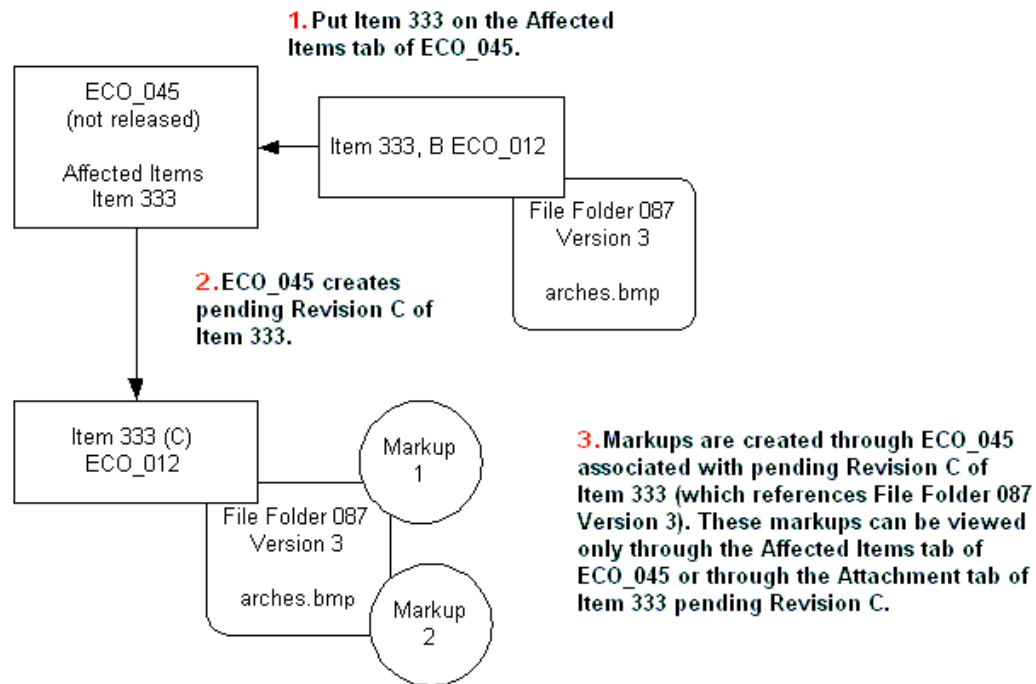 1. Put Item 333 on the Affected
Items tab of ECO_045.
ECO_045
(not released)
Affected Items
Item 333
Item 333, B ECO_012
File Folder 087
Version 3
arches.bmp
2. ECO_045 creates
pending Revision C of
Item 333.
Item 333 (C)
ECO_012
Markup
1
File Folder 087
Version 3
arches.bmp
Markup
2
3. Markups are created through ECO_045
associated with pending Revision C of
Item 333 (which references File Folder 087
Version 3). These markups can be viewed
only through the Affected Items tab of
ECO_045 or through the Attachment tab of
Item 333 pending Revision C.